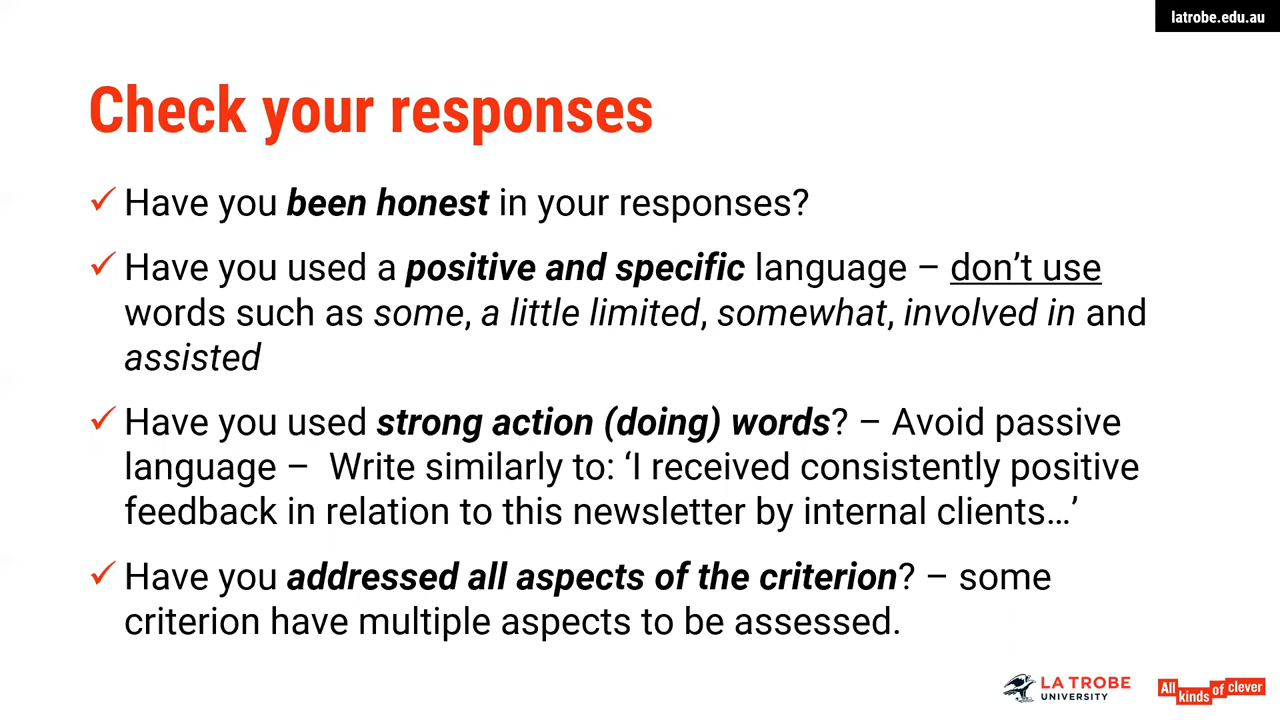 latrobe.edu.au
Check your responses
✓ Have you been honest in your responses?
✓ Have you used a positive and specific language – don't use
words such as some, a little limited, somewhat, involved in and
assisted
✓ Have you used strong action (doing) words? – Avoid passive
language –  Write similarly to: ‘I received consistently positive
feedback in relation to this newsletter by internal clients…’
✓ Have you addressed all aspects of the criterion? – some
criterion have multiple aspects to be assessed.
LA TROBE
UNIVERSITY
All kinds of clever